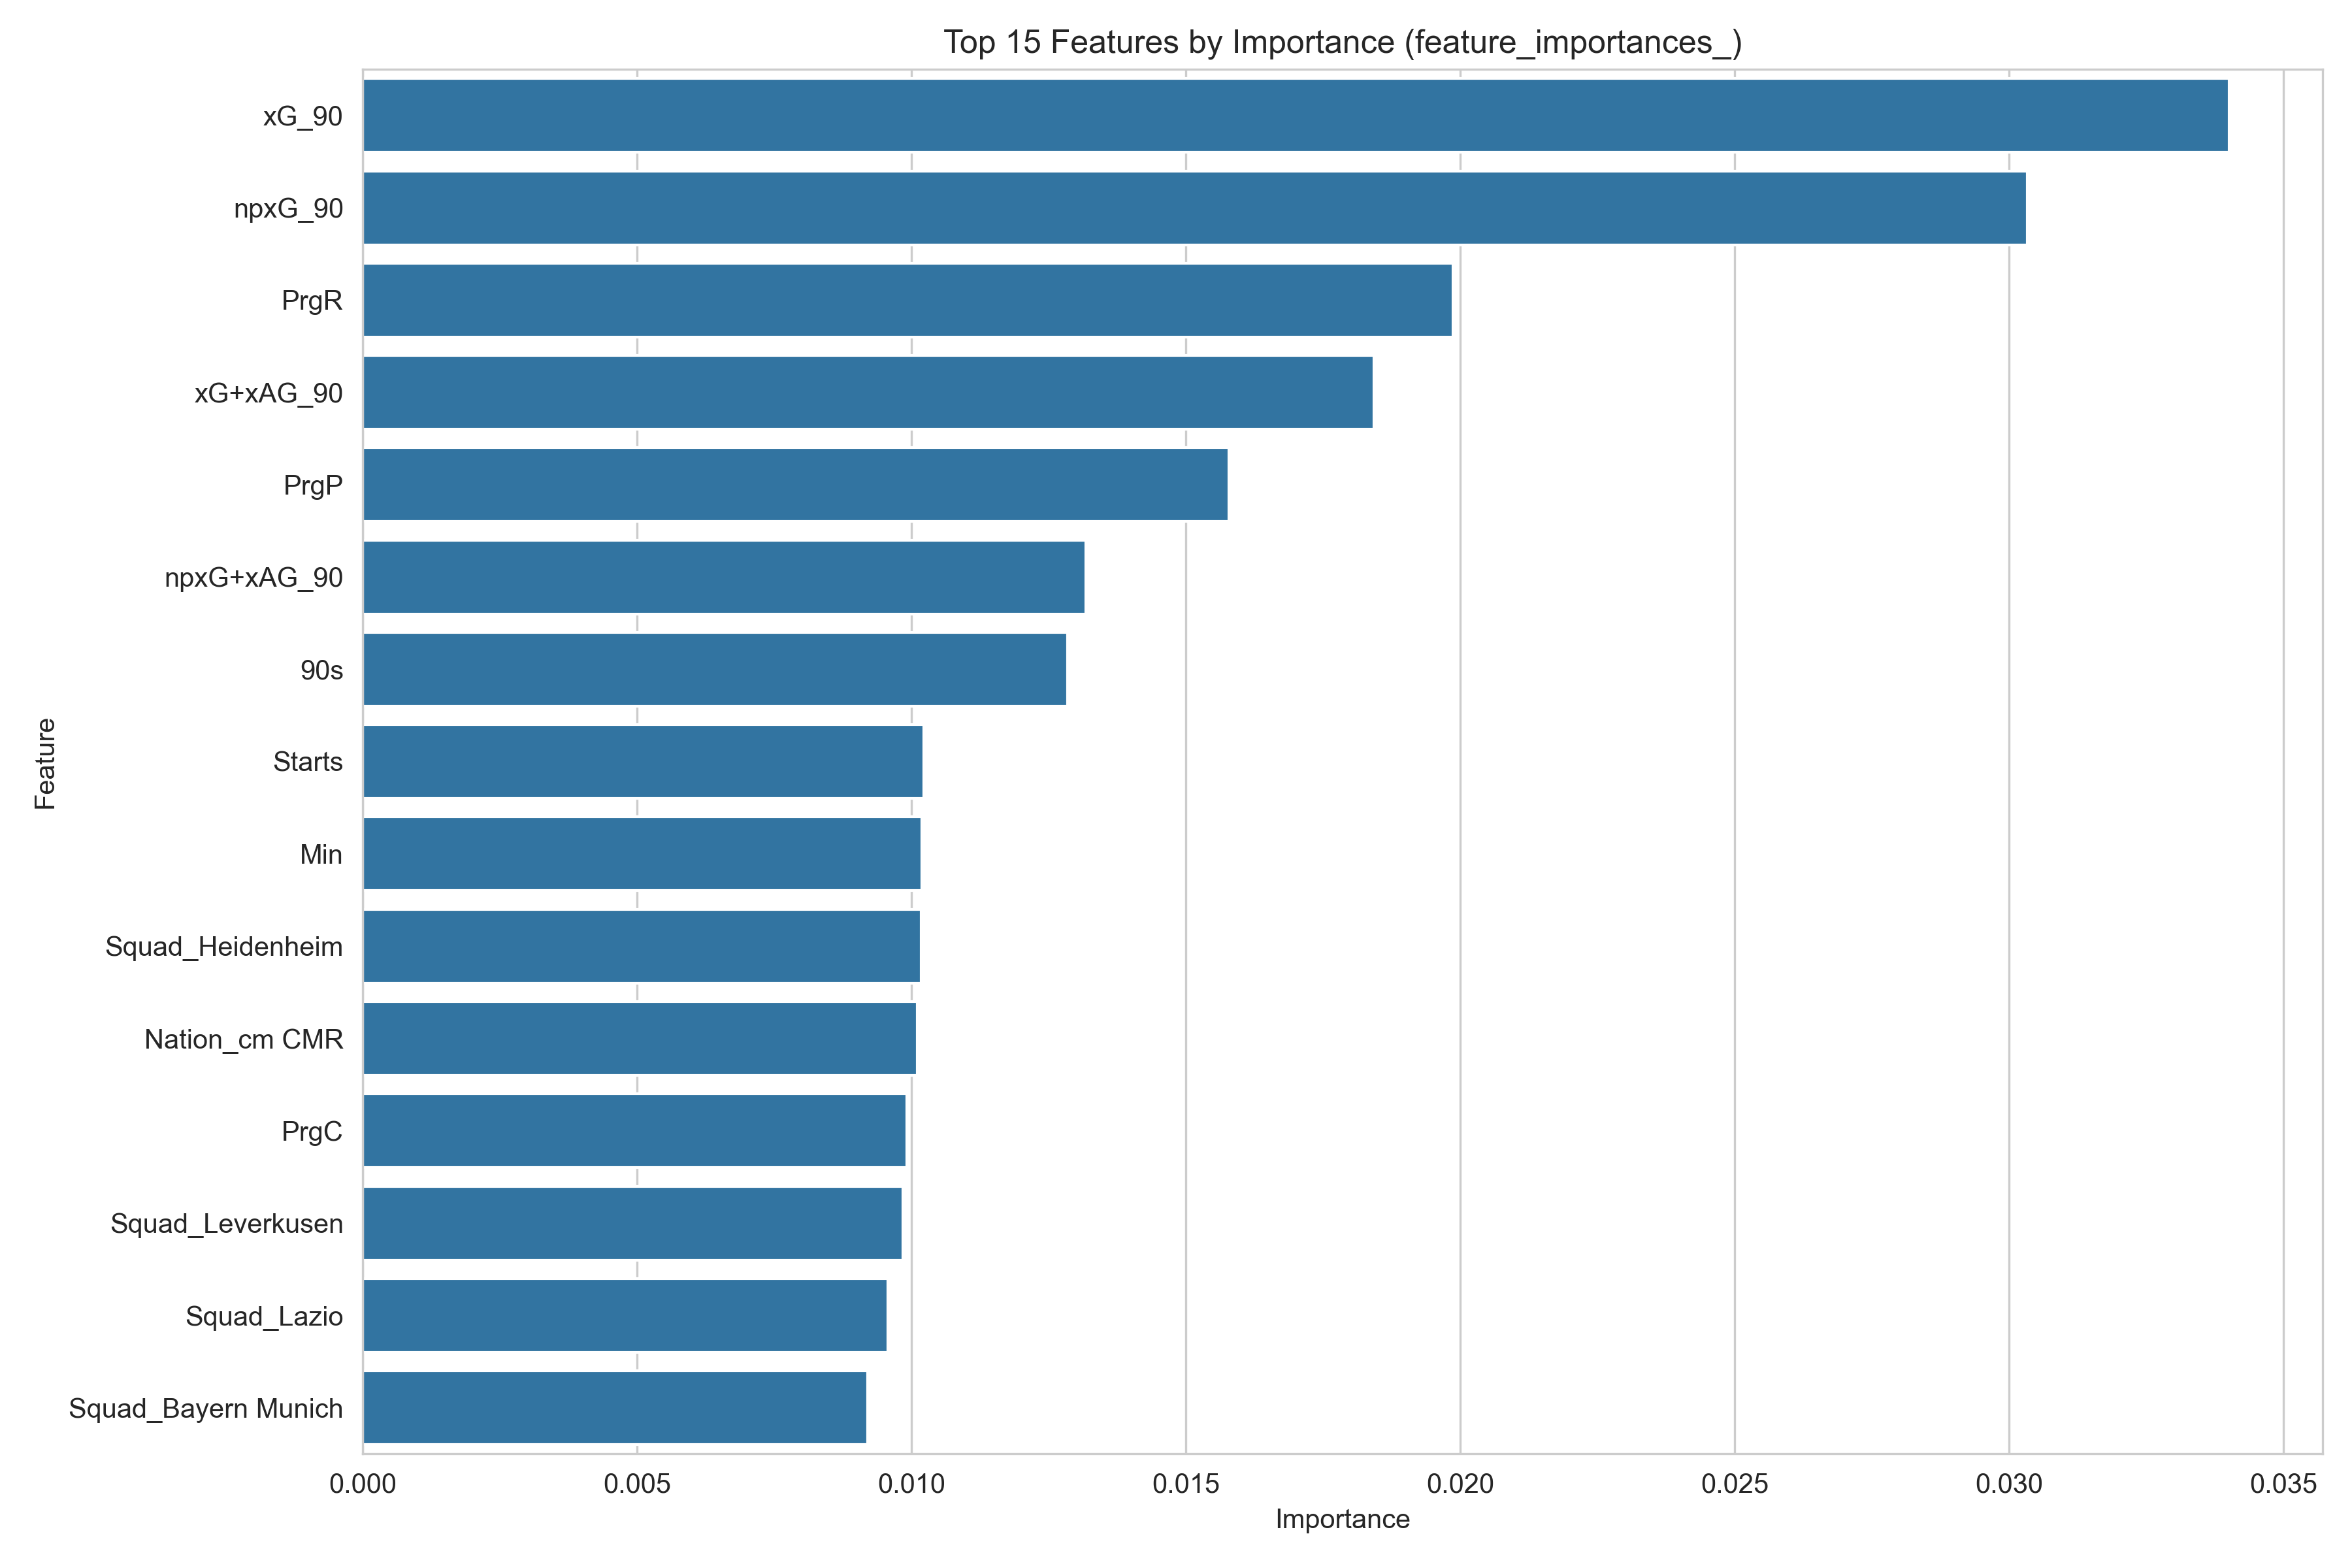 Top 15 Features by Importance (feature_importances_)
xG_90
npxG_90
PrgR
xG+xAG_90
PrgP
npxG+xAG_90
90s
Starts
Min
Squad_Heidenheim
Nation_cm CMR
PrgC
Squad_Leverkusen
Squad_Lazio
Squad_Bayern Munich
Feature
0.000 0.005 0.010 0.015 0.020 0.025 0.030 0.035
Importance